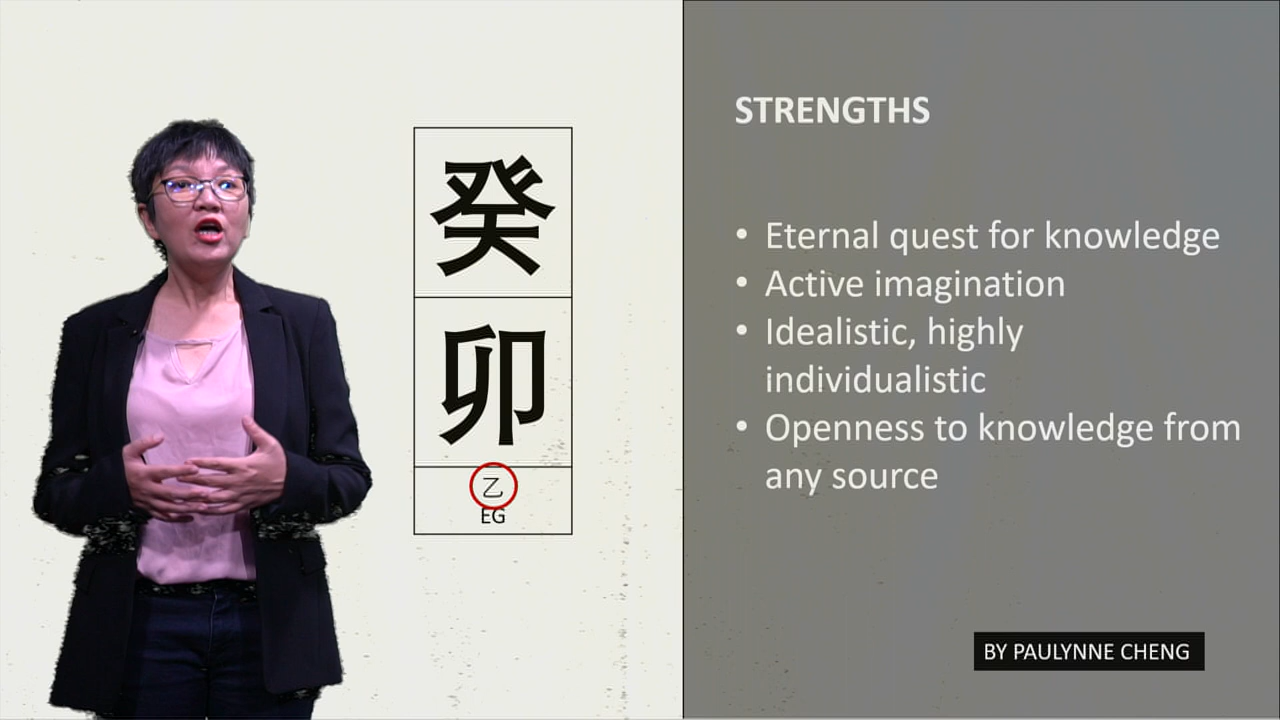 癸
卯
乙
EG
STRENGTHS
• Eternal quest for knowledge
• Active imagination
• Idealistic, highly
individualistic
• Openness to knowledge from
any source
BY PAULYNNE CHENG